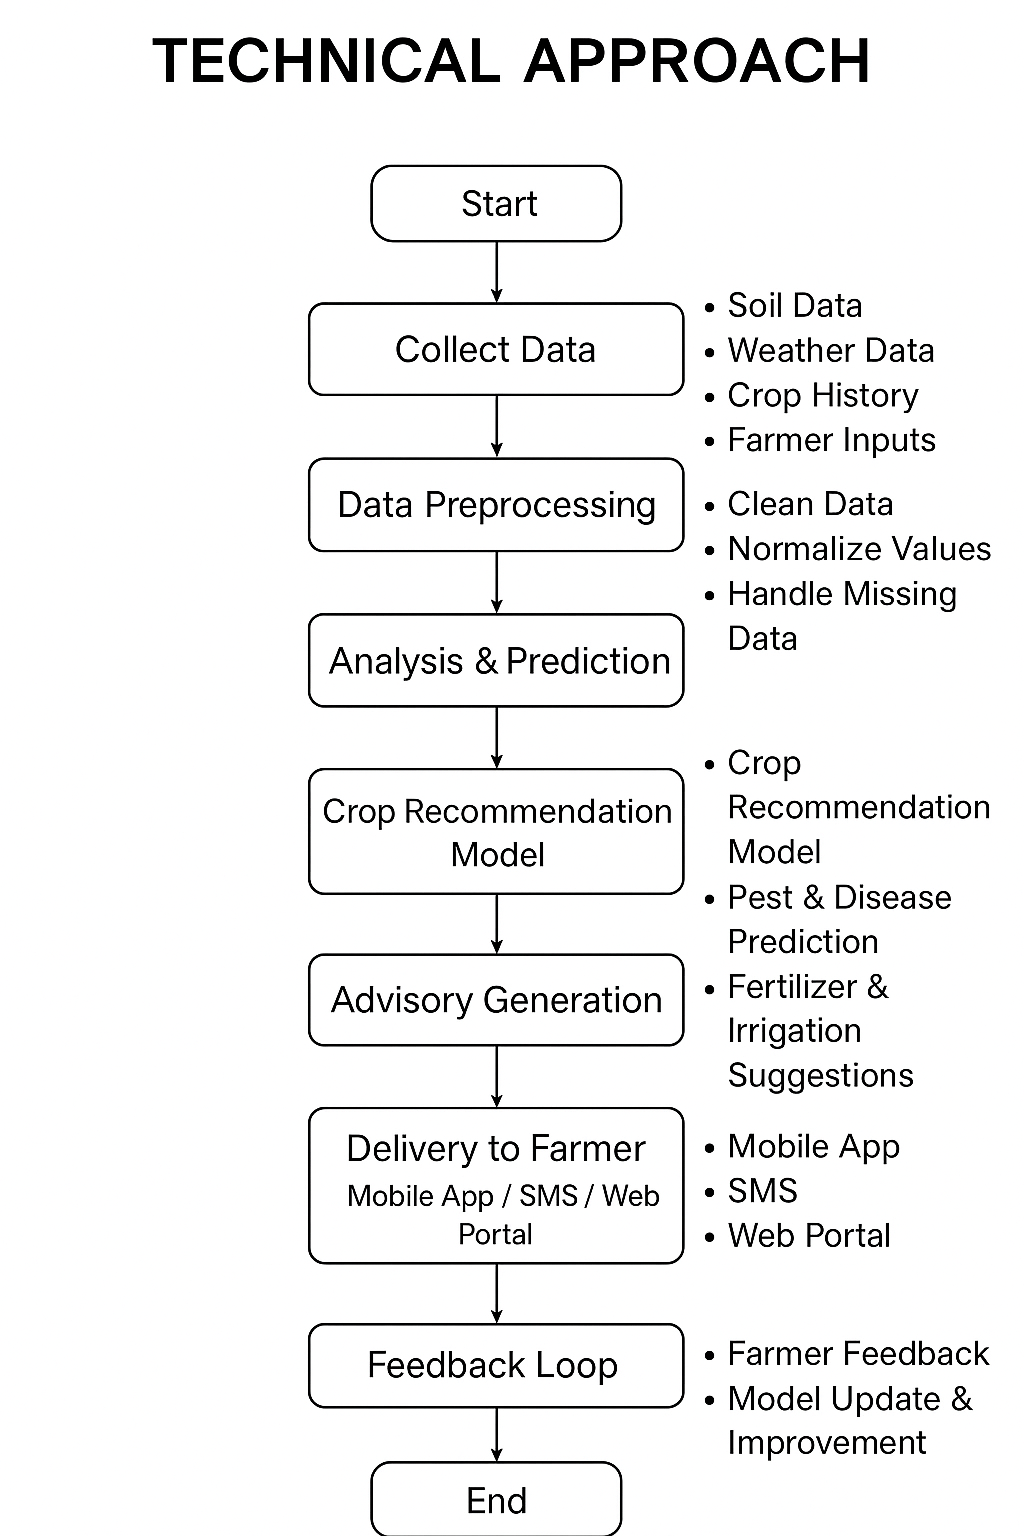 TECHNICAL APPROACH
Start
Collect Data
• Soil Data
• Weather Data
• Crop History
• Farmer Inputs
Data Preprocessing
• Clean Data
• Normalize Values
• Handle Missing
Data
Analysis & Prediction
Crop Recommendation
Model
• Crop
Recommendation
Model
• Pest & Disease
Prediction
• Fertilizer &
Irrigation
Suggestions
Advisory Generation
Delivery to Farmer
Mobile App / SMS / Web
Portal
• Mobile App
• SMS
• Web Portal
Feedback Loop
• Farmer Feedback
• Model Update &
Improvement
End